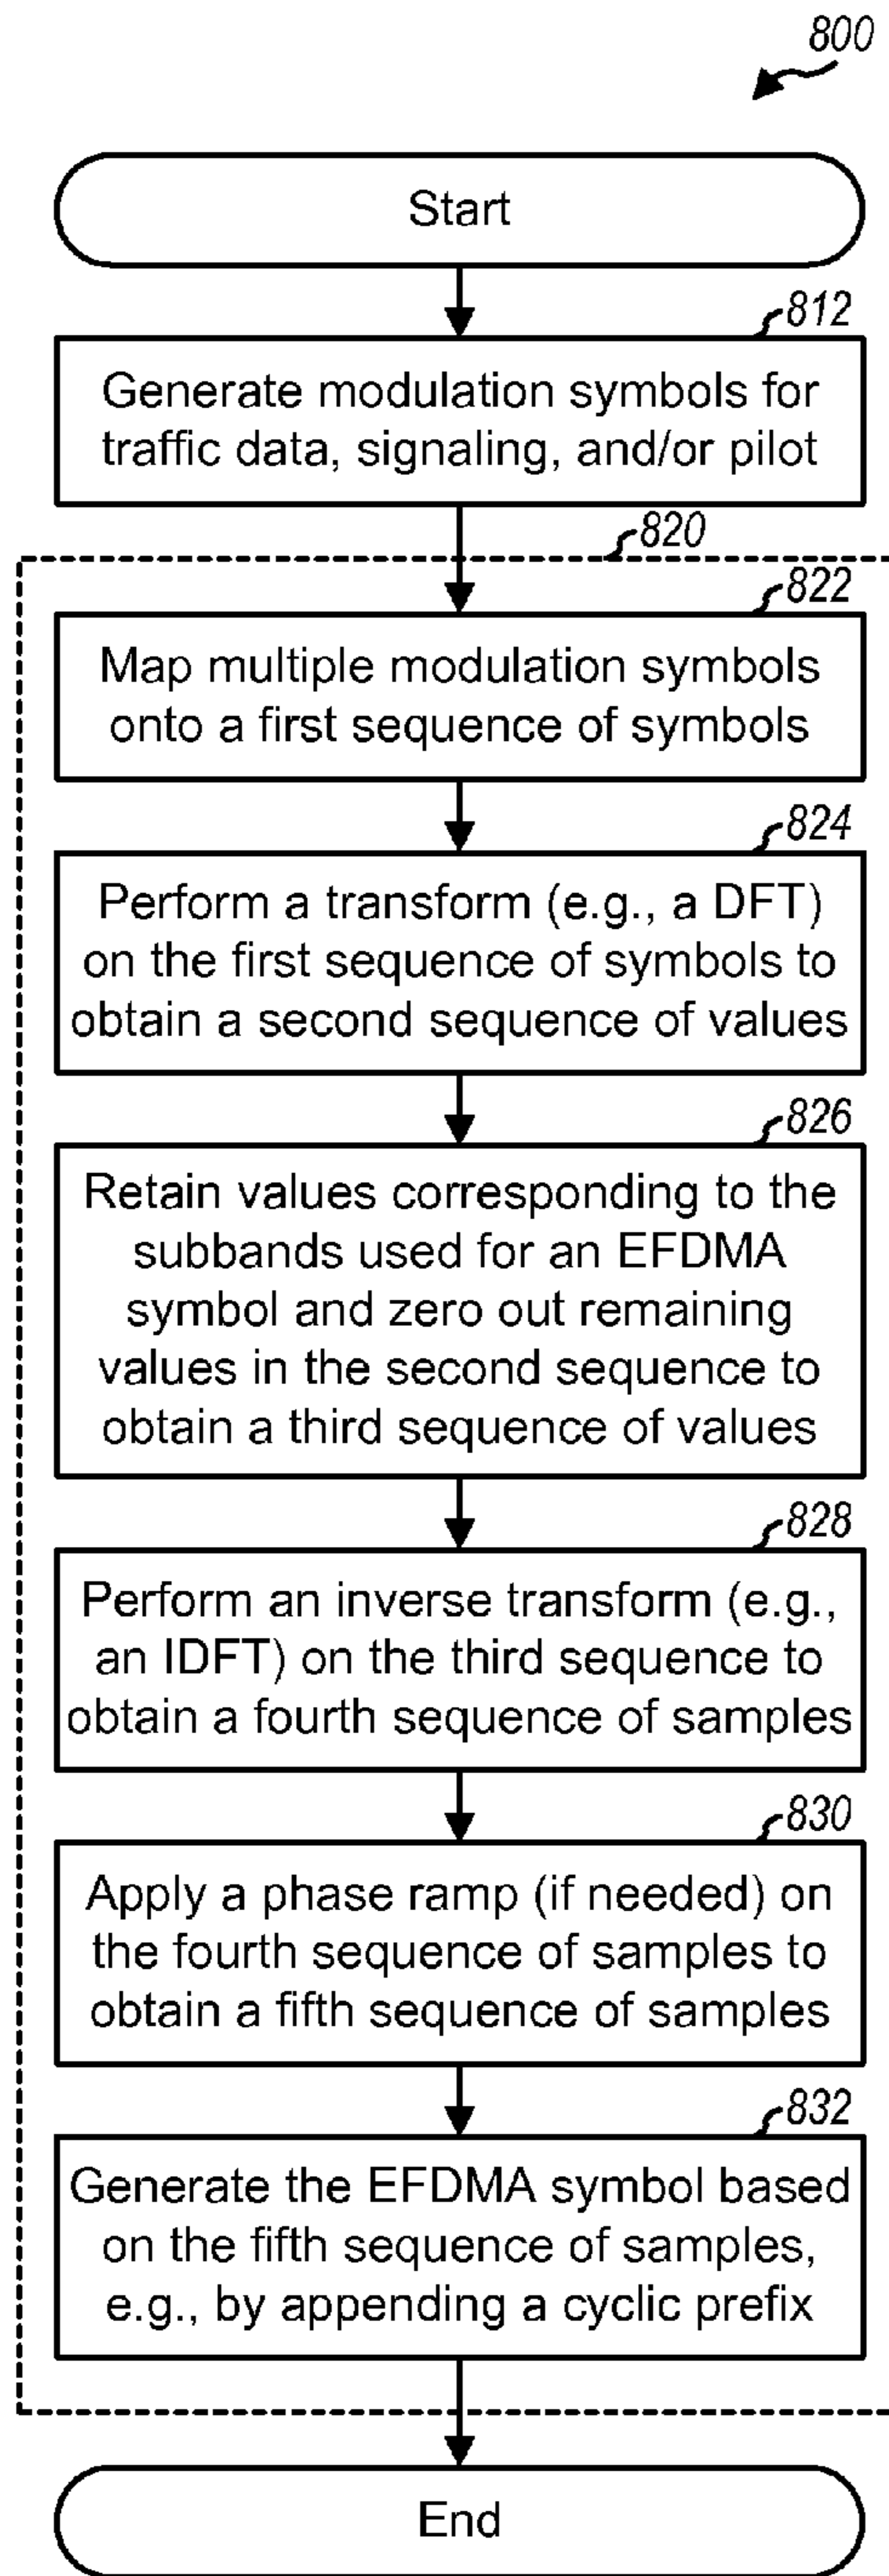 800
Start
812
Generate modulation symbols for
traffic data, signaling, and/or pilot
820
822
Map multiple modulation symbols
onto a first sequence of symbols
824
Perform a transform (e.g., a DFT)
on the first sequence of symbols to
obtain a second sequence of values
826
Retain values corresponding to the
subbands used for an EFDMA
symbol and zero out remaining
values in the second sequence to
obtain a third sequence of values
828
Perform an inverse transform (e.g.,
an IDFT) on the third sequence to
obtain a fourth sequence of samples
830
Apply a phase ramp (if needed) on
the fourth sequence of samples to
obtain a fifth sequence of samples
832
Generate the EFDMA symbol based
on the fifth sequence of samples,
e.g., by appending a cyclic prefix
End